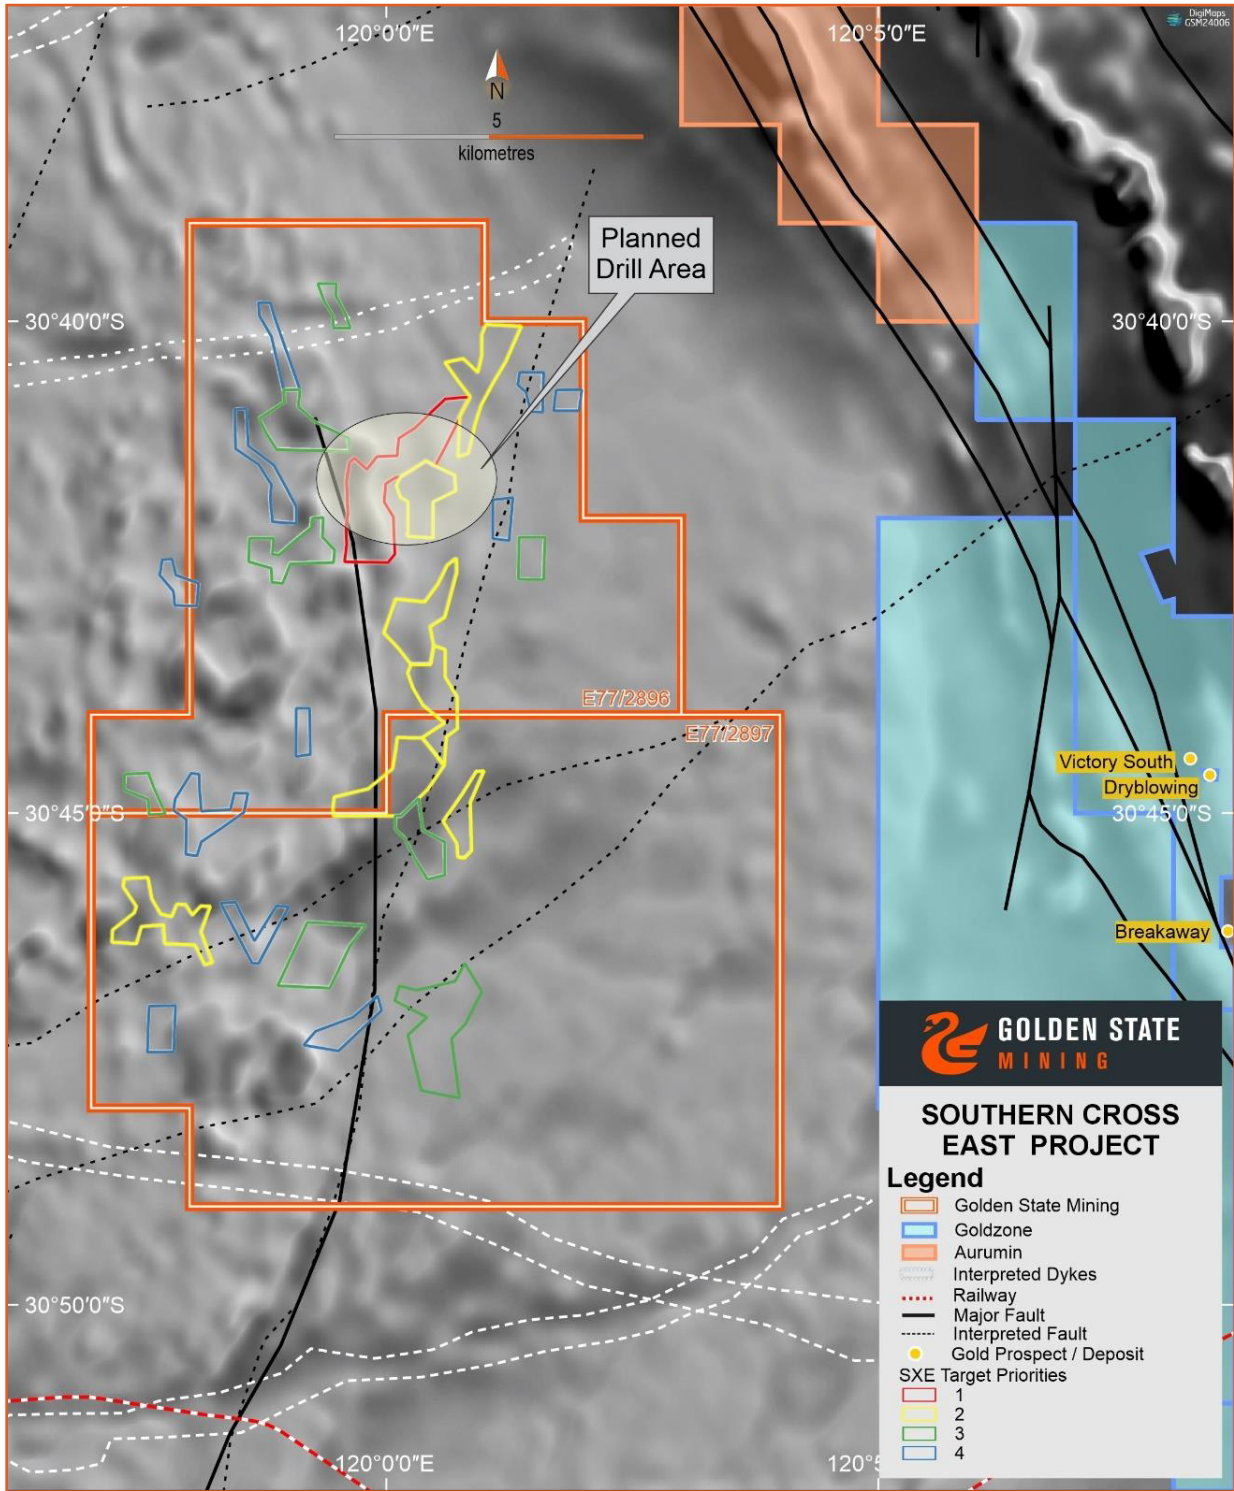 DigiMaps
GSM24006
120°0'0"E
120°5'0"E
N
5
kilometres
Planned
Drill Area
30°40'0"S
30°40'0"S
E77/2896
E77/2897
Victory South
Dryblowing
30°45'0"S
30°45'0"S
Breakaway
GOLDEN STATE
MINING
SOUTHERN CROSS
EAST PROJECT
Legend
Golden State Mining
Goldzone
Aurumin
Interpreted Dykes
Railway
Major Fault
Interpreted Fault
Gold Prospect / Deposit
SXE Target Priorities
1
2
3
4
30°50'0"S
120°0'0"E
120°5